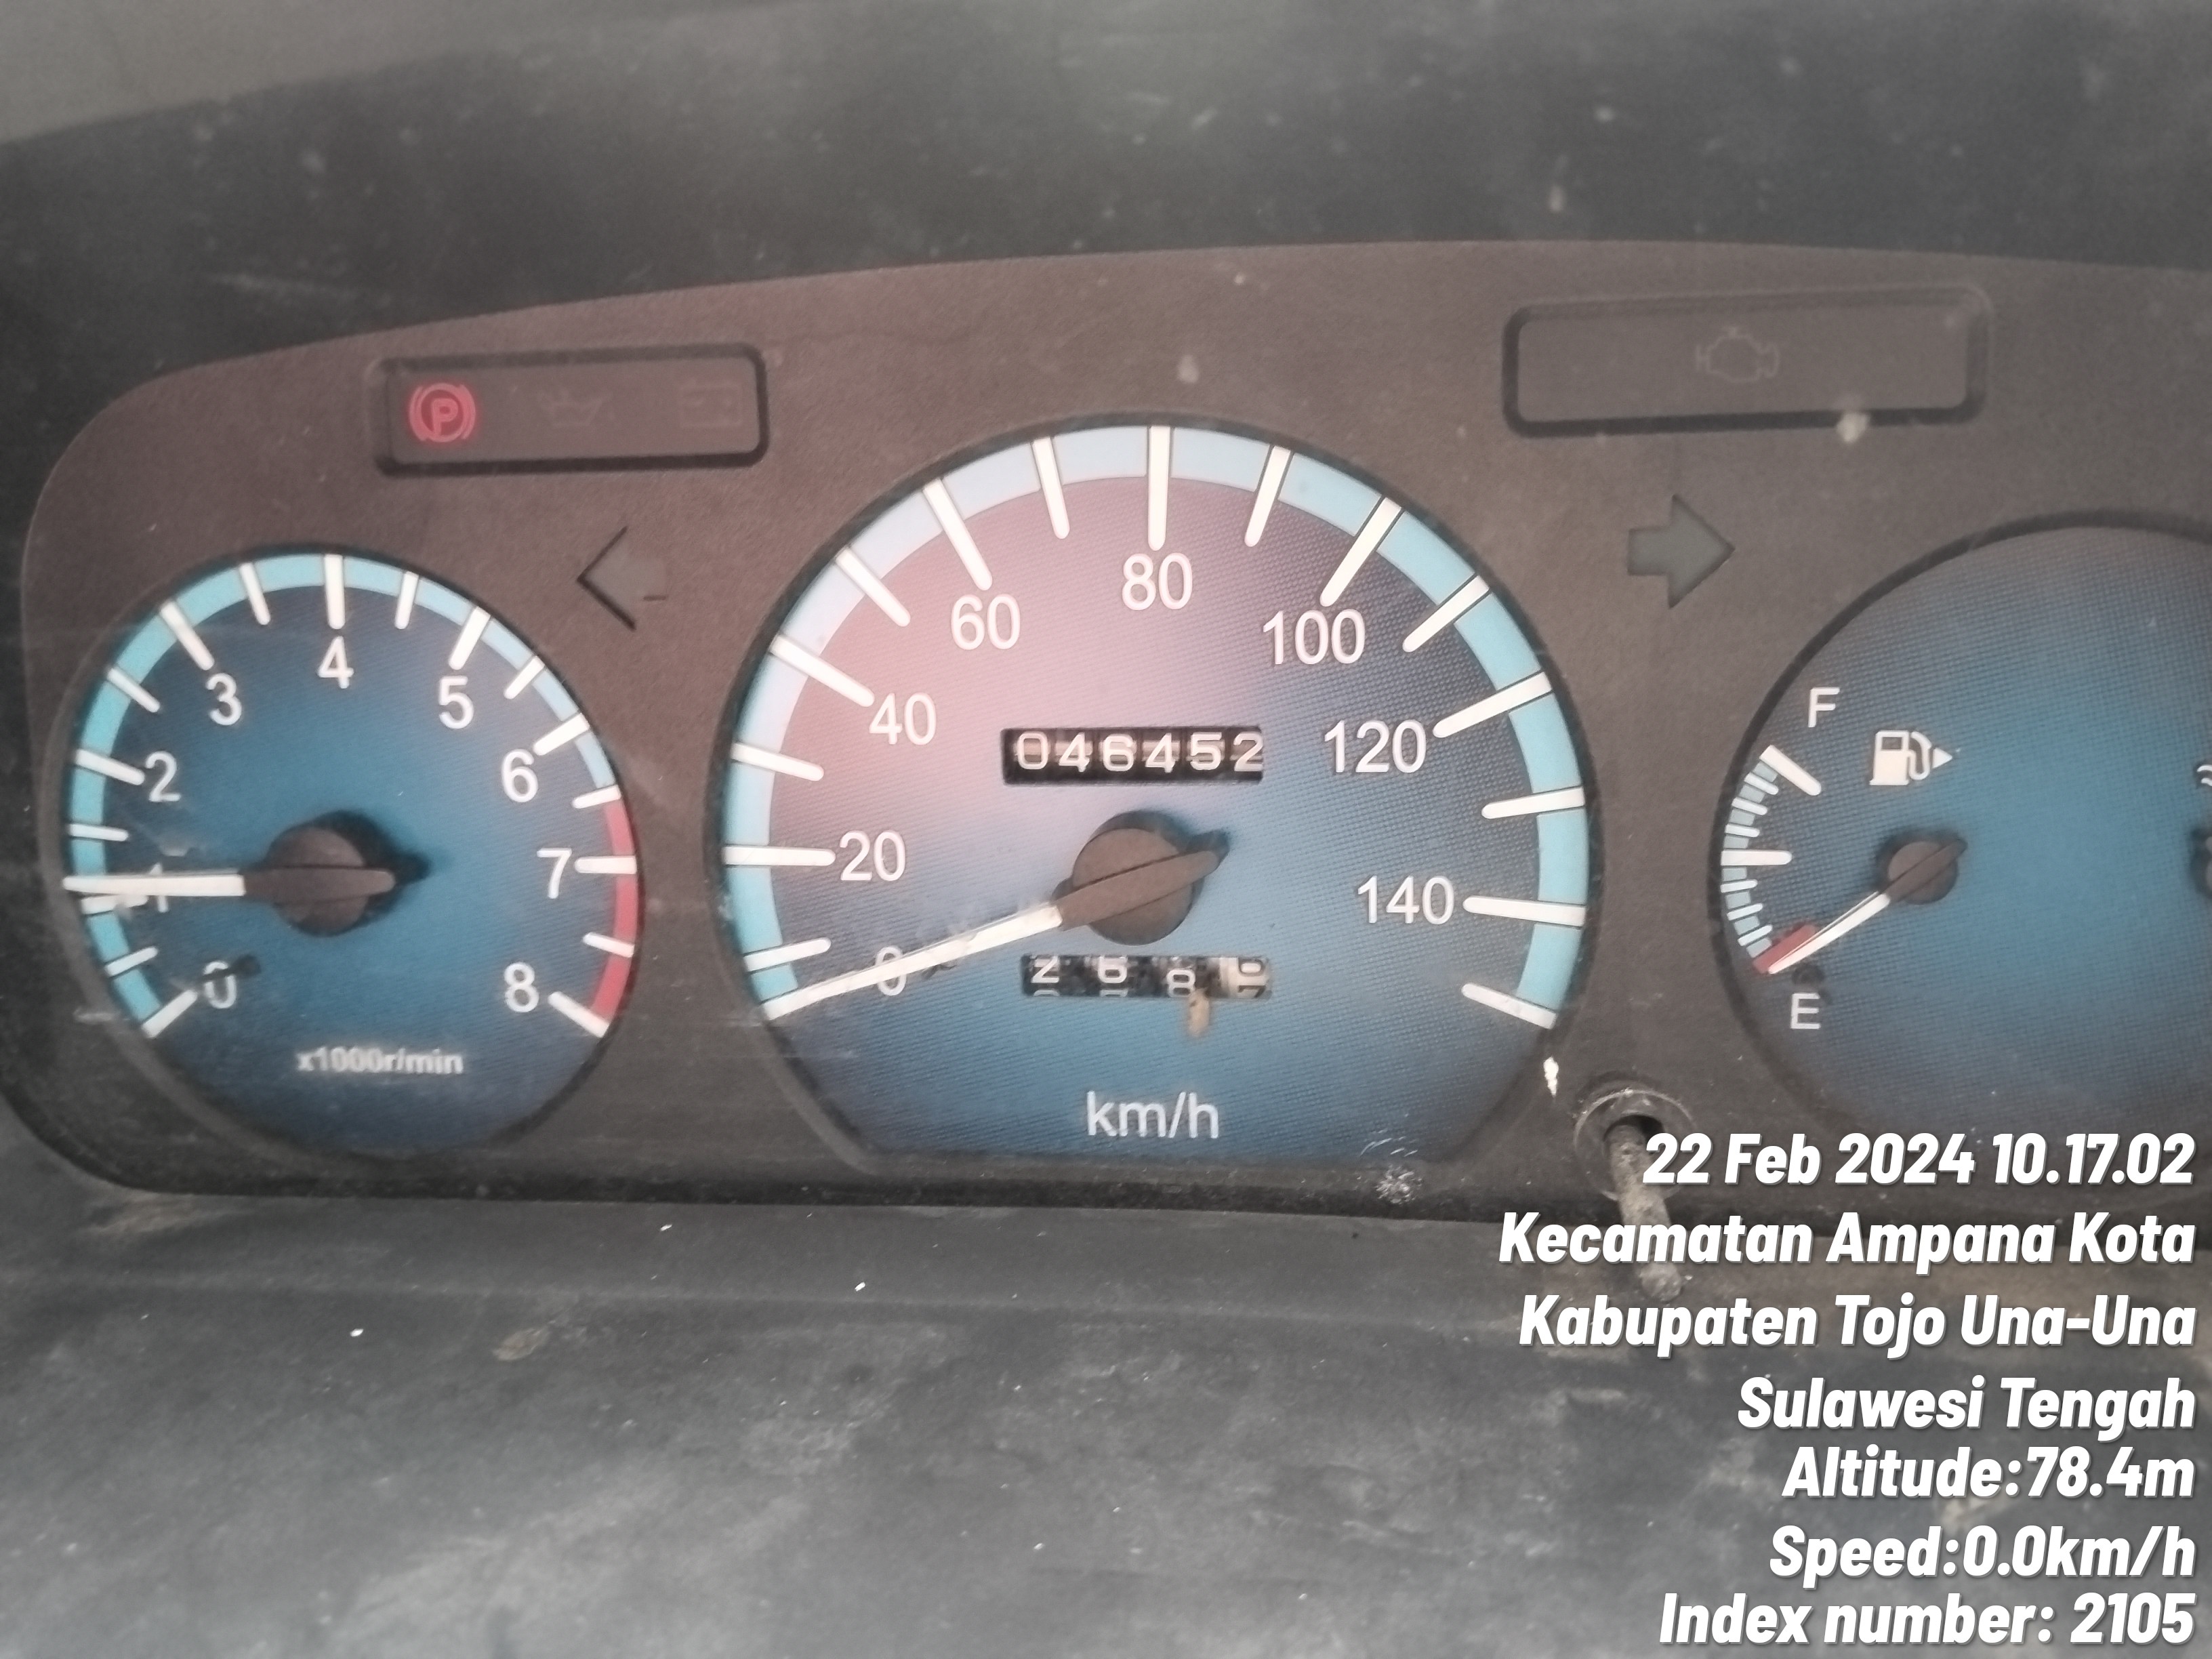 P
0
1
2
3
4
5
6
7
8
x1000r/min
0
20
40
60
80
100
120
140
046452
km/h
F
E
22 Feb 2024 10.17.02
Kecamatan Ampana Kota
Kabupaten Tojo Una-Una
Sulawesi Tengah
Altitude:78.4m
Speed:0.0km/h
Index number: 2105